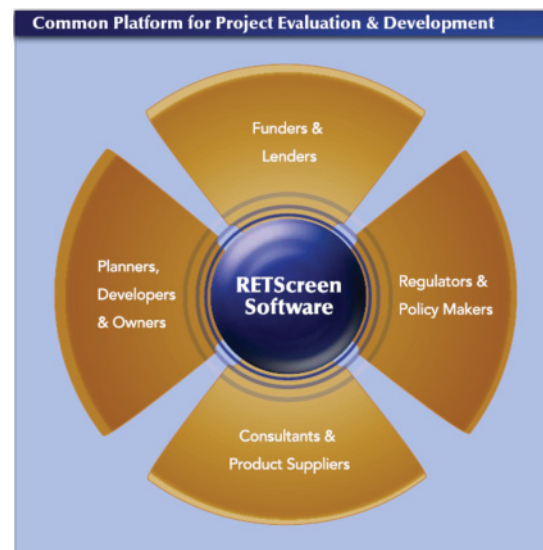 Common Platform for Project Evaluation & Development
Funders &
Lenders
Planners,
Developers
& Owners
RETScreen
Software
Regulators &
Policy Makers
Consultants &
Product Suppliers